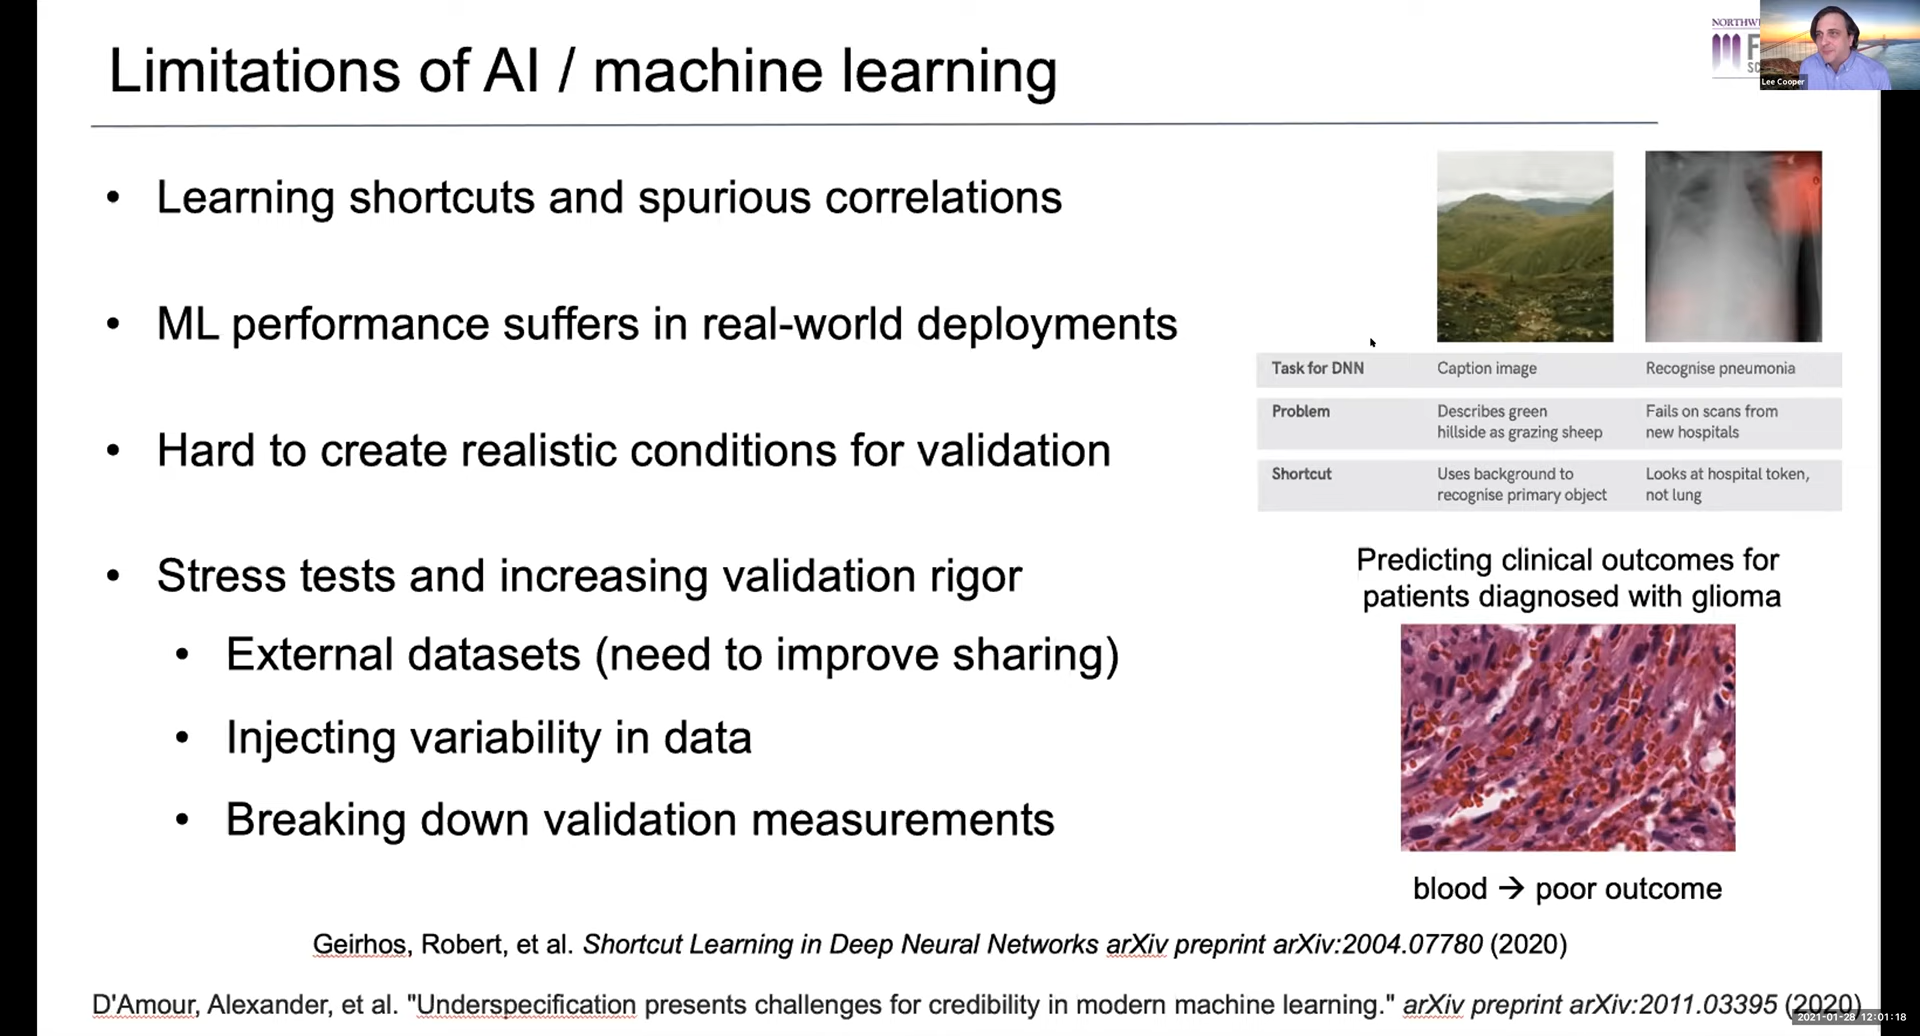 Limitations of AI / machine learning
NORTHW
F
SC
Lee Cooper
• Learning shortcuts and spurious correlations
• ML performance suffers in real-world deployments
• Hard to create realistic conditions for validation
• Stress tests and increasing validation rigor
• External datasets (need to improve sharing)
• Injecting variability in data
• Breaking down validation measurements
Task for DNN Caption image Recognise pneumonia
Problem Describes green Fails on scans from
hillside as grazing sheep new hospitals
Shortcut Uses background to Looks at hospital token,
recognise primary object not lung
Predicting clinical outcomes for
patients diagnosed with glioma
blood → poor outcome
Geirhos, Robert, et al. Shortcut Learning in Deep Neural Networks arXiv preprint arXiv:2004.07780 (2020)
D'Amour, Alexander, et al. "Underspecification presents challenges for credibility in modern machine learning." arXiv preprint arXiv:2011.03395 (2020)
2021-01-28 12:01:18